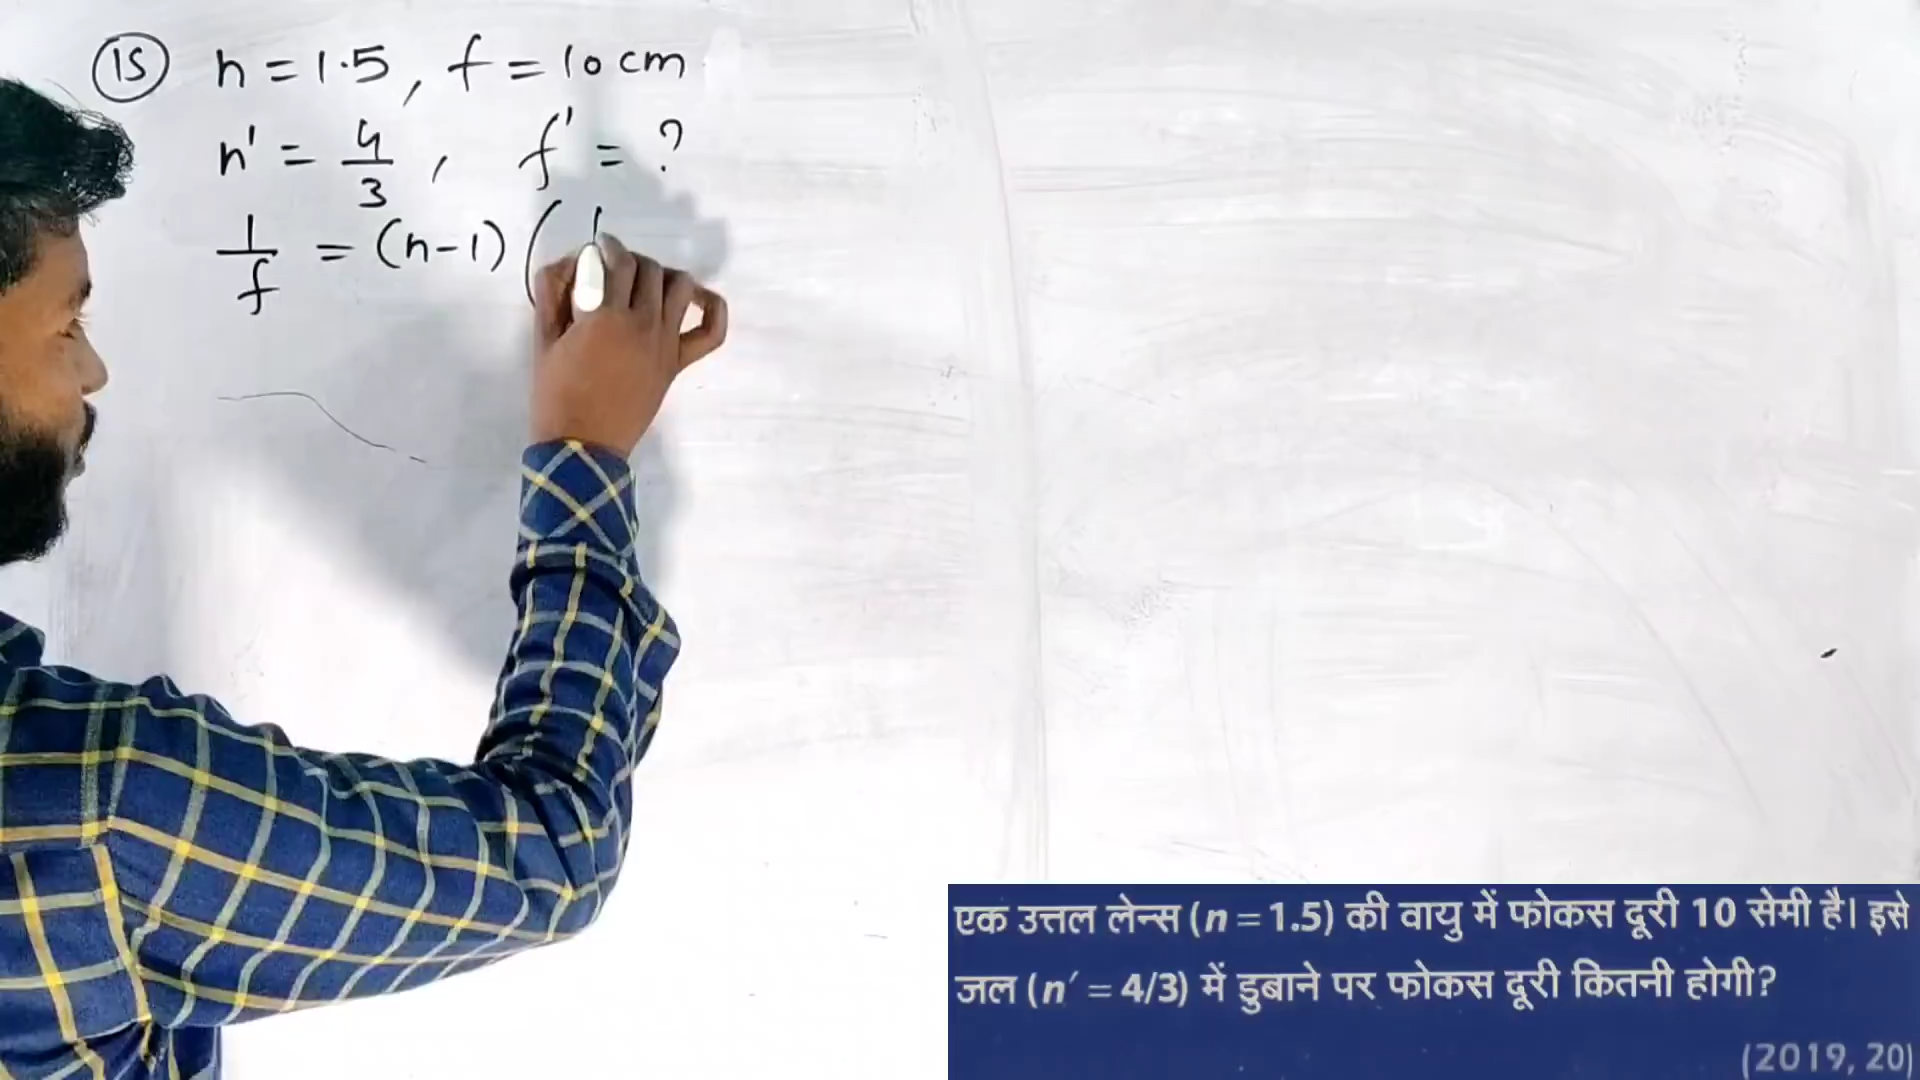 15 n = 1.5, f = 10 cm
n' = 4/3, f' = ?
1/f = (n-1) ( 1
एक उत्तल लेन्स (n = 1.5) की वायु में फोकस दूरी 10 सेमी है। इसे
जल (n′ = 4/3) में डुबाने पर फोकस दूरी कितनी होगी?
(2019, 20)